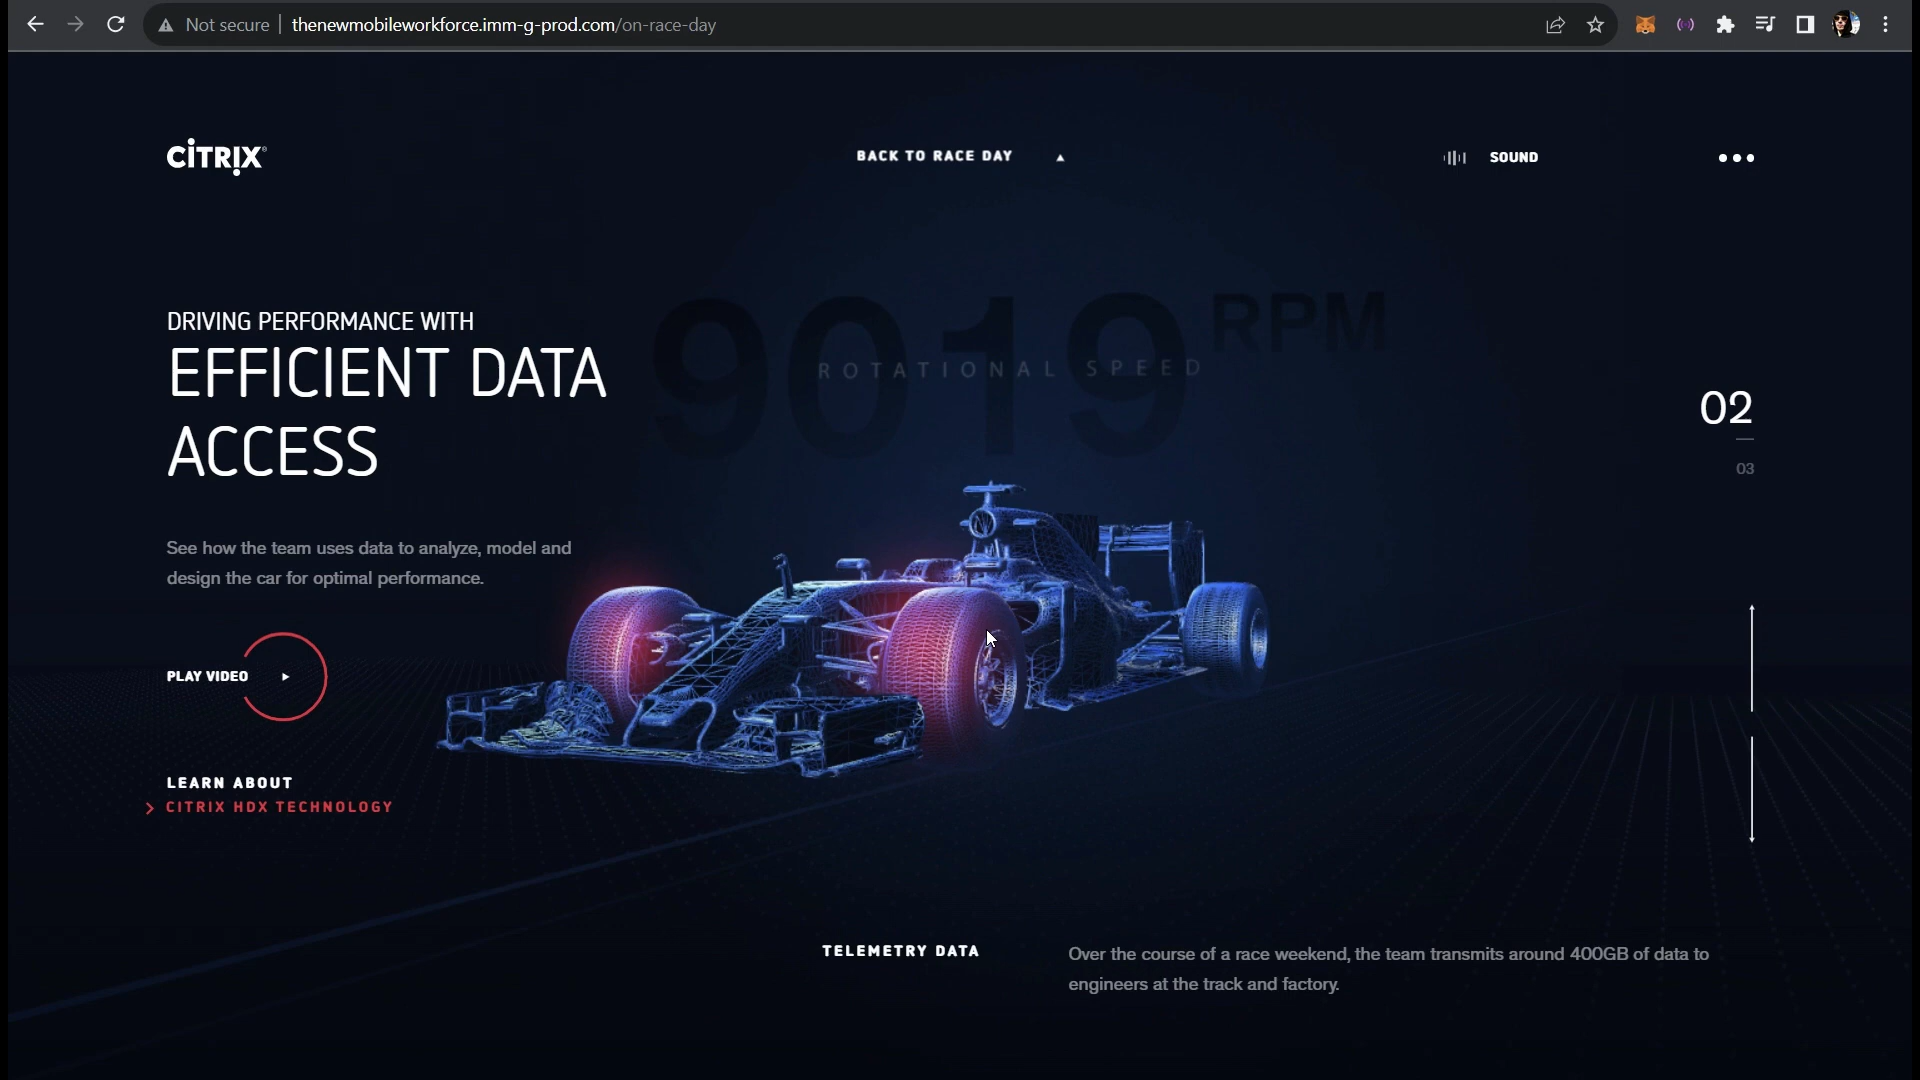 Not secure
thenewmobileworkforce.imm-g-prod.com/on-race-day
CITRIX®
BACK TO RACE DAY
SOUND
DRIVING PERFORMANCE WITH
EFFICIENT DATA
ACCESS
9019 RPM
ROTATIONAL SPEED
02
03
See how the team uses data to analyze, model and
design the car for optimal performance.
PLAY VIDEO
LEARN ABOUT
CITRIX HDX TECHNOLOGY
TELEMETRY DATA
Over the course of a race weekend, the team transmits around 400GB of data to
engineers at the track and factory.